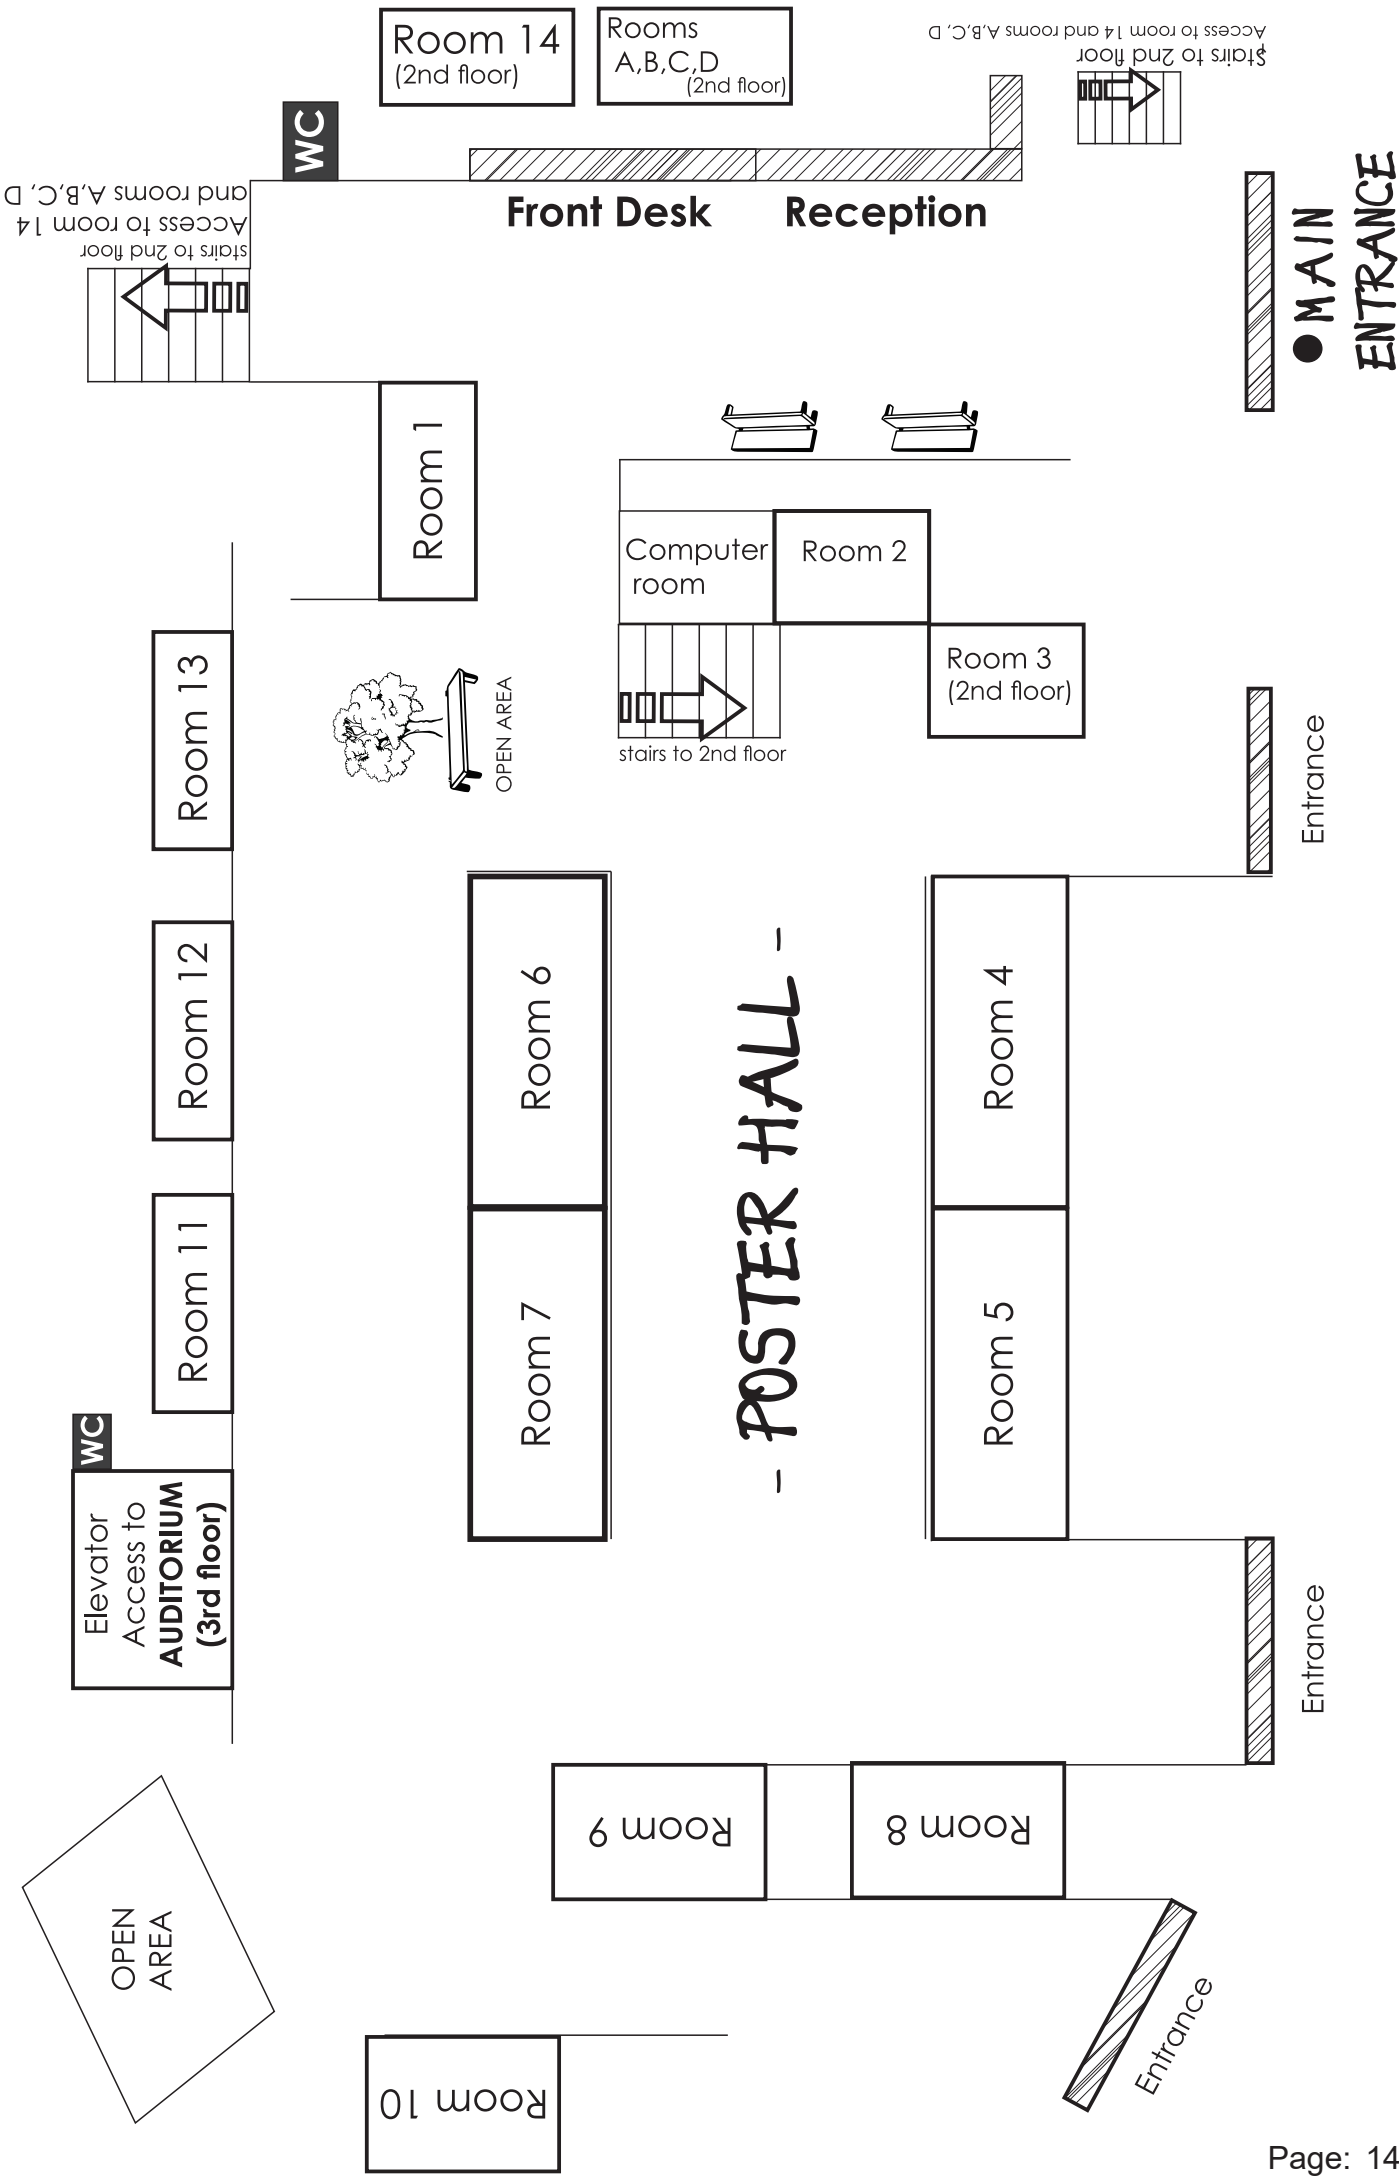 Room 14
(2nd floor)
Rooms
A,B,C,D
(2nd floor)
Stairs to 2nd floor
Access to room 14 and rooms A,B,C, D
WC
stairs to 2nd floor
Access to room 14
and rooms A,B,C, D
Front Desk
Reception
MAIN
ENTRANCE
Room 1
Computer
room
Room 2
Room 3
(2nd floor)
stairs to 2nd floor
OPEN AREA
Entrance
Room 13
Room 12
Room 11
Room 6
Room 7
- POSTER HALL -
Room 4
Room 5
WC
Elevator
Access to
AUDITORIUM
(3rd floor)
Entrance
Room 9
Room 8
OPEN
AREA
Entrance
Room 10
Page: 14